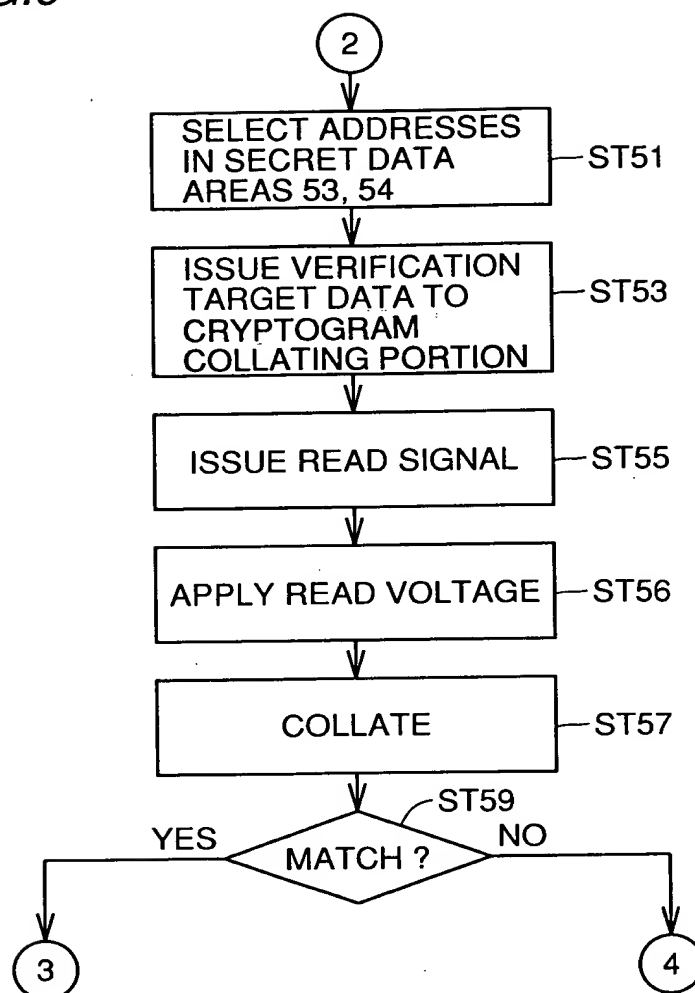 2
SELECT ADDRESSES
IN SECRET DATA
AREAS 53, 54
ST51
ISSUE VERIFICATION
TARGET DATA TO
CRYPTOGRAM
COLLATING PORTION
ST53
ISSUE READ SIGNAL
ST55
APPLY READ VOLTAGE
ST56
COLLATE
ST57
ST59
YES
MATCH ?
NO
3
4